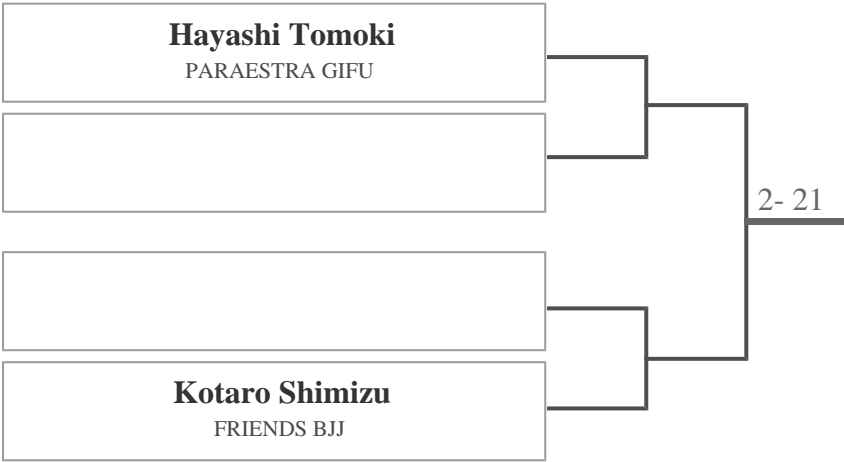 Hayashi Tomoki
PARAESTRA GIFU
2- 21
Kotaro Shimizu
FRIENDS BJJ